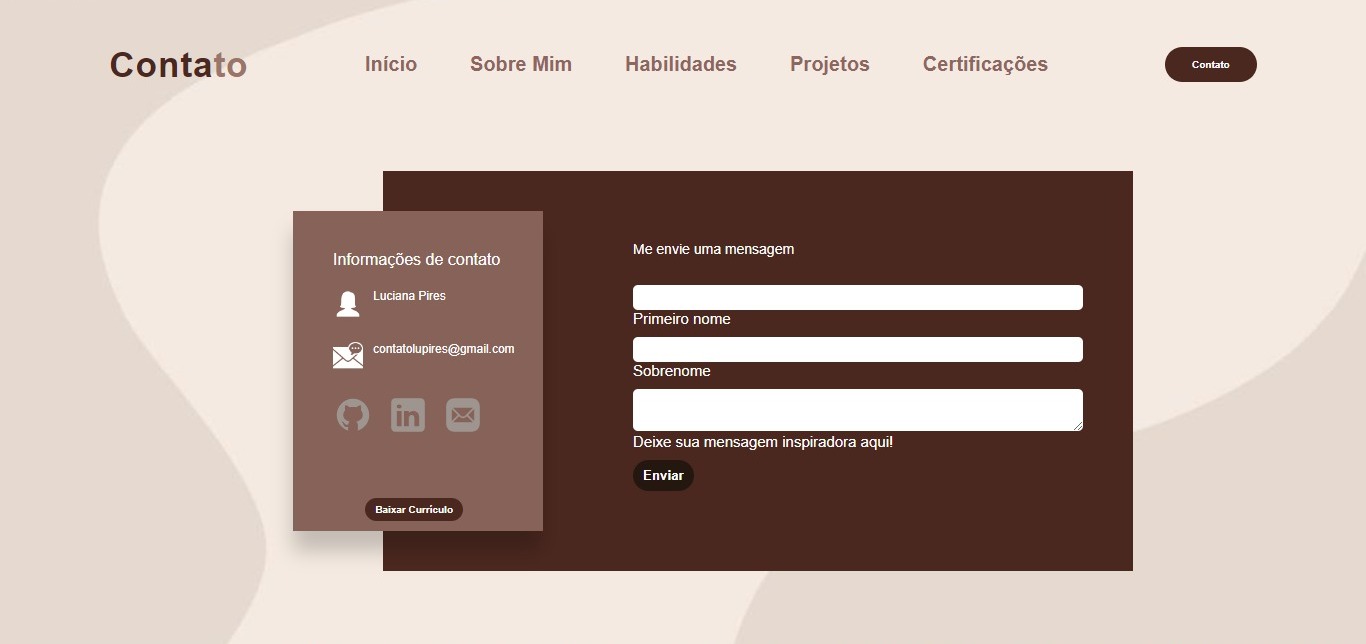 Contato
Início
Sobre Mim
Habilidades
Projetos
Certificações
Contato
Informações de contato
Luciana Pires
contatolupires@gmail.com
in
Baixar Currículo
Me envie uma mensagem
Primeiro nome
Sobrenome
Deixe sua mensagem inspiradora aqui!
Enviar